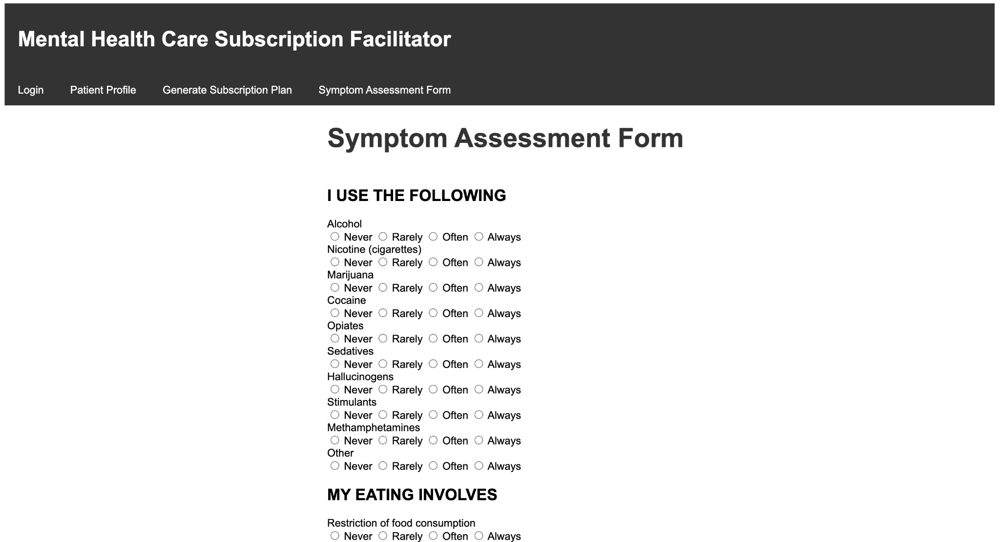 Mental Health Care Subscription Facilitator
Login Patient Profile Generate Subscription Plan Symptom Assessment Form
Symptom Assessment Form
I USE THE FOLLOWING
Alcohol
Never Rarely Often Always
Nicotine (cigarettes)
Never Rarely Often Always
Marijuana
Never Rarely Often Always
Cocaine
Never Rarely Often Always
Opiates
Never Rarely Often Always
Sedatives
Never Rarely Often Always
Hallucinogens
Never Rarely Often Always
Stimulants
Never Rarely Often Always
Methamphetamines
Never Rarely Often Always
Other
Never Rarely Often Always
MY EATING INVOLVES
Restriction of food consumption
Never Rarely Often Always